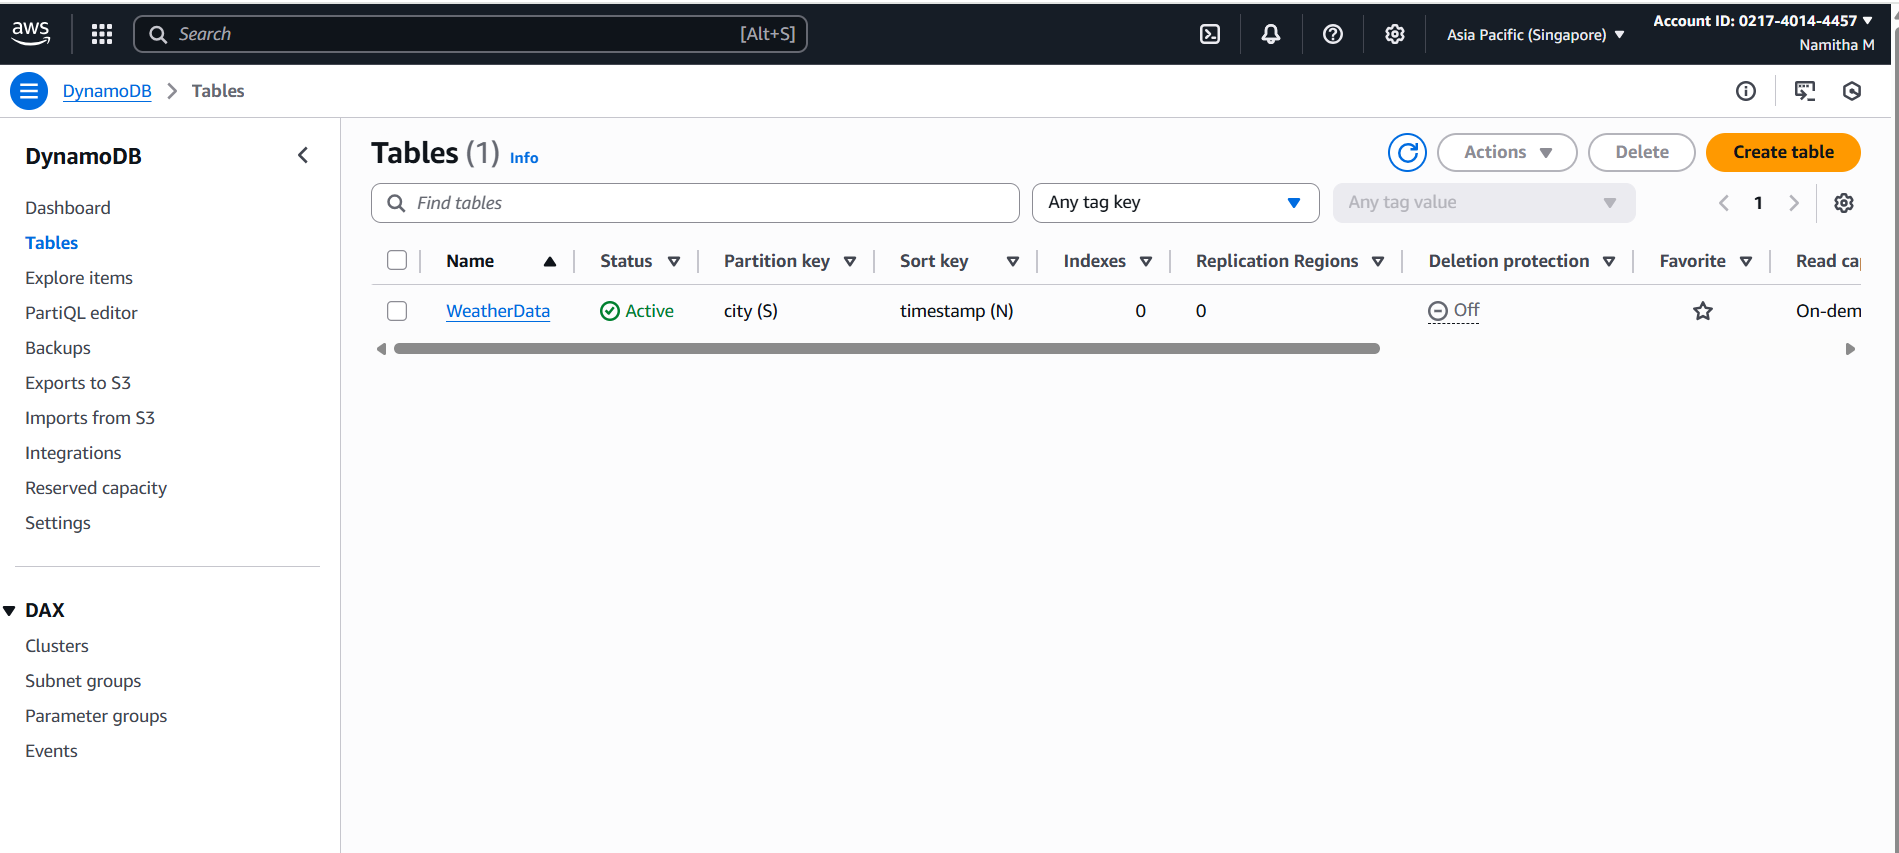 aws
Search [Alt+S]
Asia Pacific (Singapore)
Account ID: 0217-4014-4457
Namitha M
DynamoDB > Tables
DynamoDB
Dashboard
Tables
Explore items
PartiQL editor
Backups
Exports to S3
Imports from S3
Integrations
Reserved capacity
Settings
DAX
Clusters
Subnet groups
Parameter groups
Events
Tables (1) Info
Actions
Delete
Create table
Find tables
Any tag key
Any tag value
1
Name Status Partition key Sort key Indexes Replication Regions Deletion protection Favorite Read
WeatherData Active city (S) timestamp (N) 0 0 Off On-dem